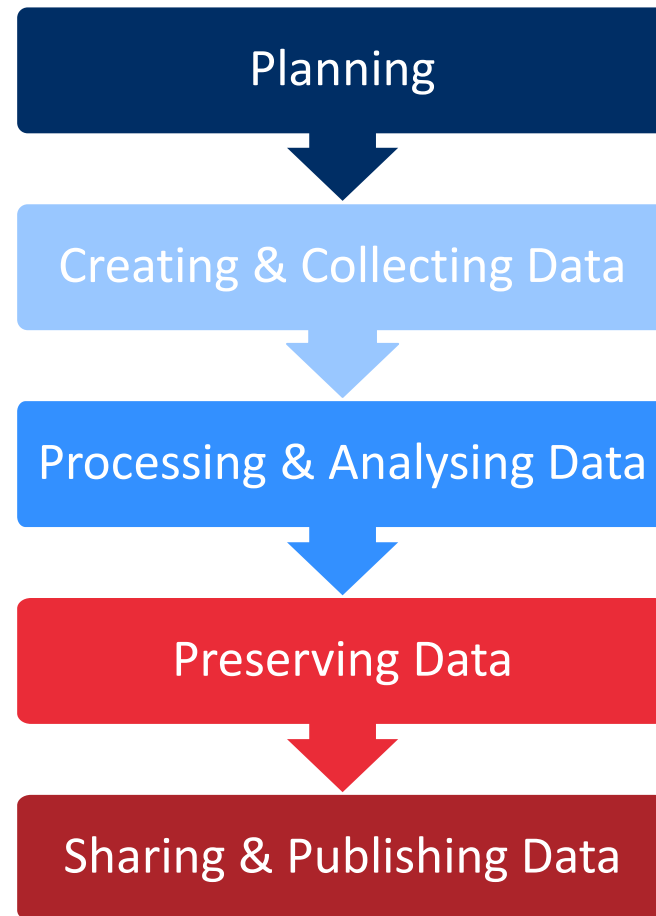 Planning
Creating & Collecting Data
Processing & Analysing Data
Preserving Data
Sharing & Publishing Data